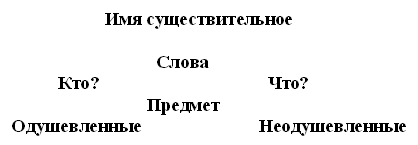 Имя существительное
Слова
Кто? Что?
Предмет
Одушевленные Неодушевленные